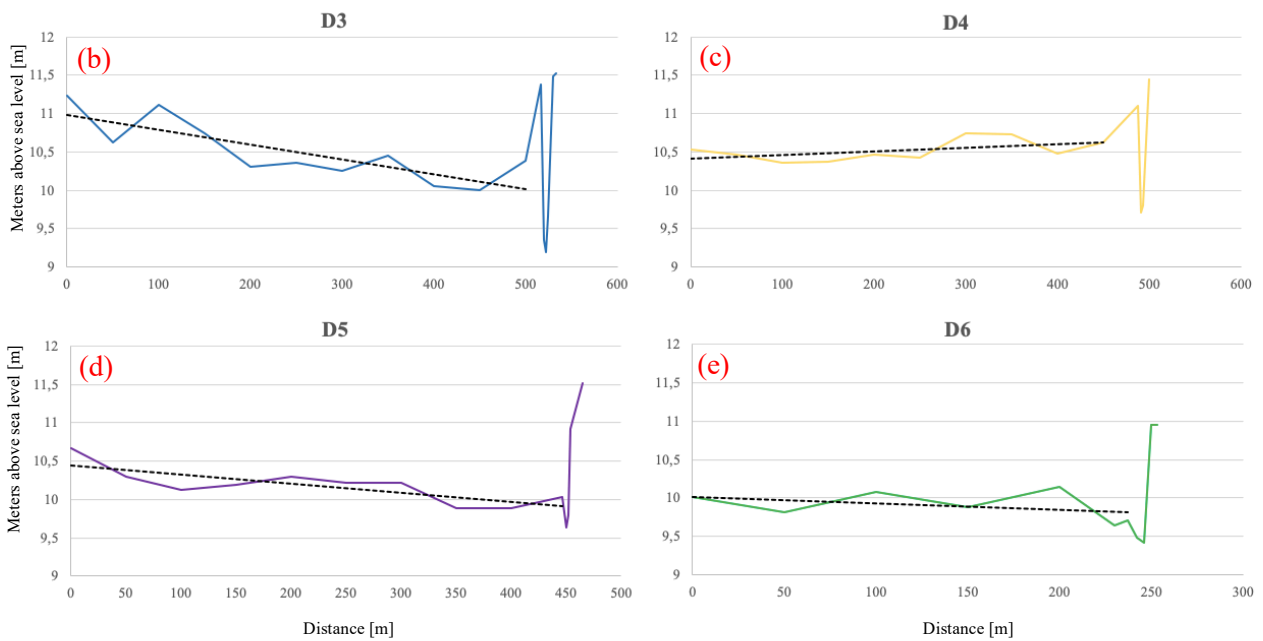 D3
Meters above sea level [m]
(b)
12
11,5
11
10,5
10
9,5
9
0 100 200 300 400 500 600
D4
(c)
12
11,5
11
10,5
10
9,5
9
0 100 200 300 400 500 600
D5
Meters above sea level [m]
(d)
12
11,5
11
10,5
10
9,5
9
0 50 100 150 200 250 300 350 400 450 500
Distance [m]
D6
(e)
12
11,5
11
10,5
10
9,5
9
0 50 100 150 200 250 300
Distance [m]